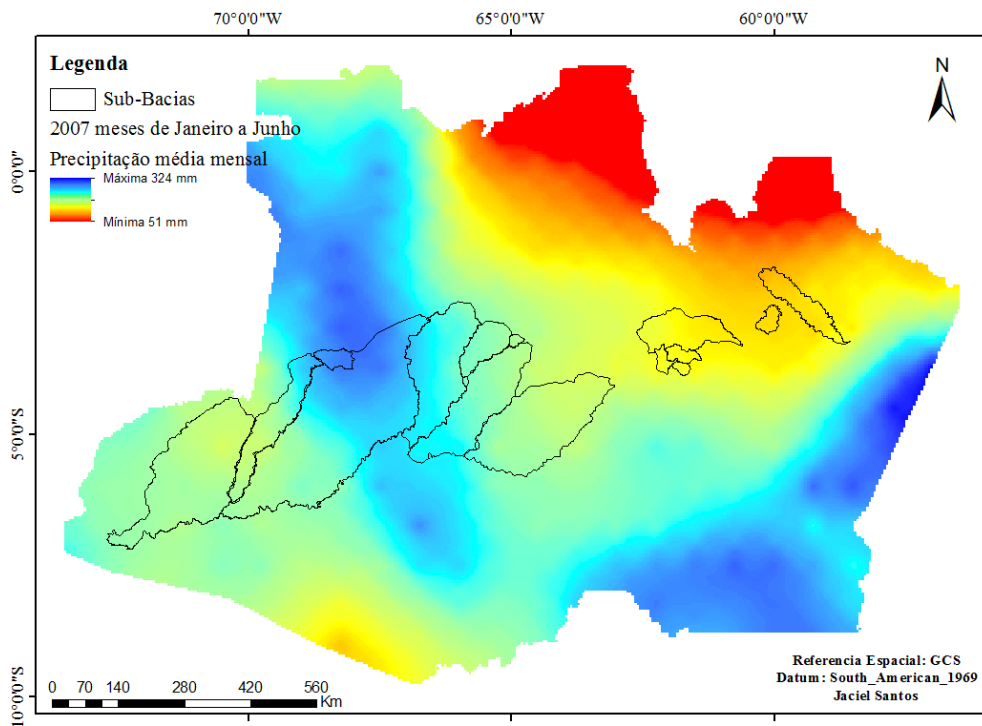 70°0'0"W 65°0'0"W 60°0'0"W
Legenda
Sub-Bacias
2007 meses de Janeiro a Junho
Precipitação média mensal
Máxima 324 mm
Mínima 51 mm
N
0°0'0"
5°0'0"S
10°0'0"S
0 70 140 280 420 560
Km
Referencia Espacial: GCS
Datum: South_American_1969
Jaciel Santos